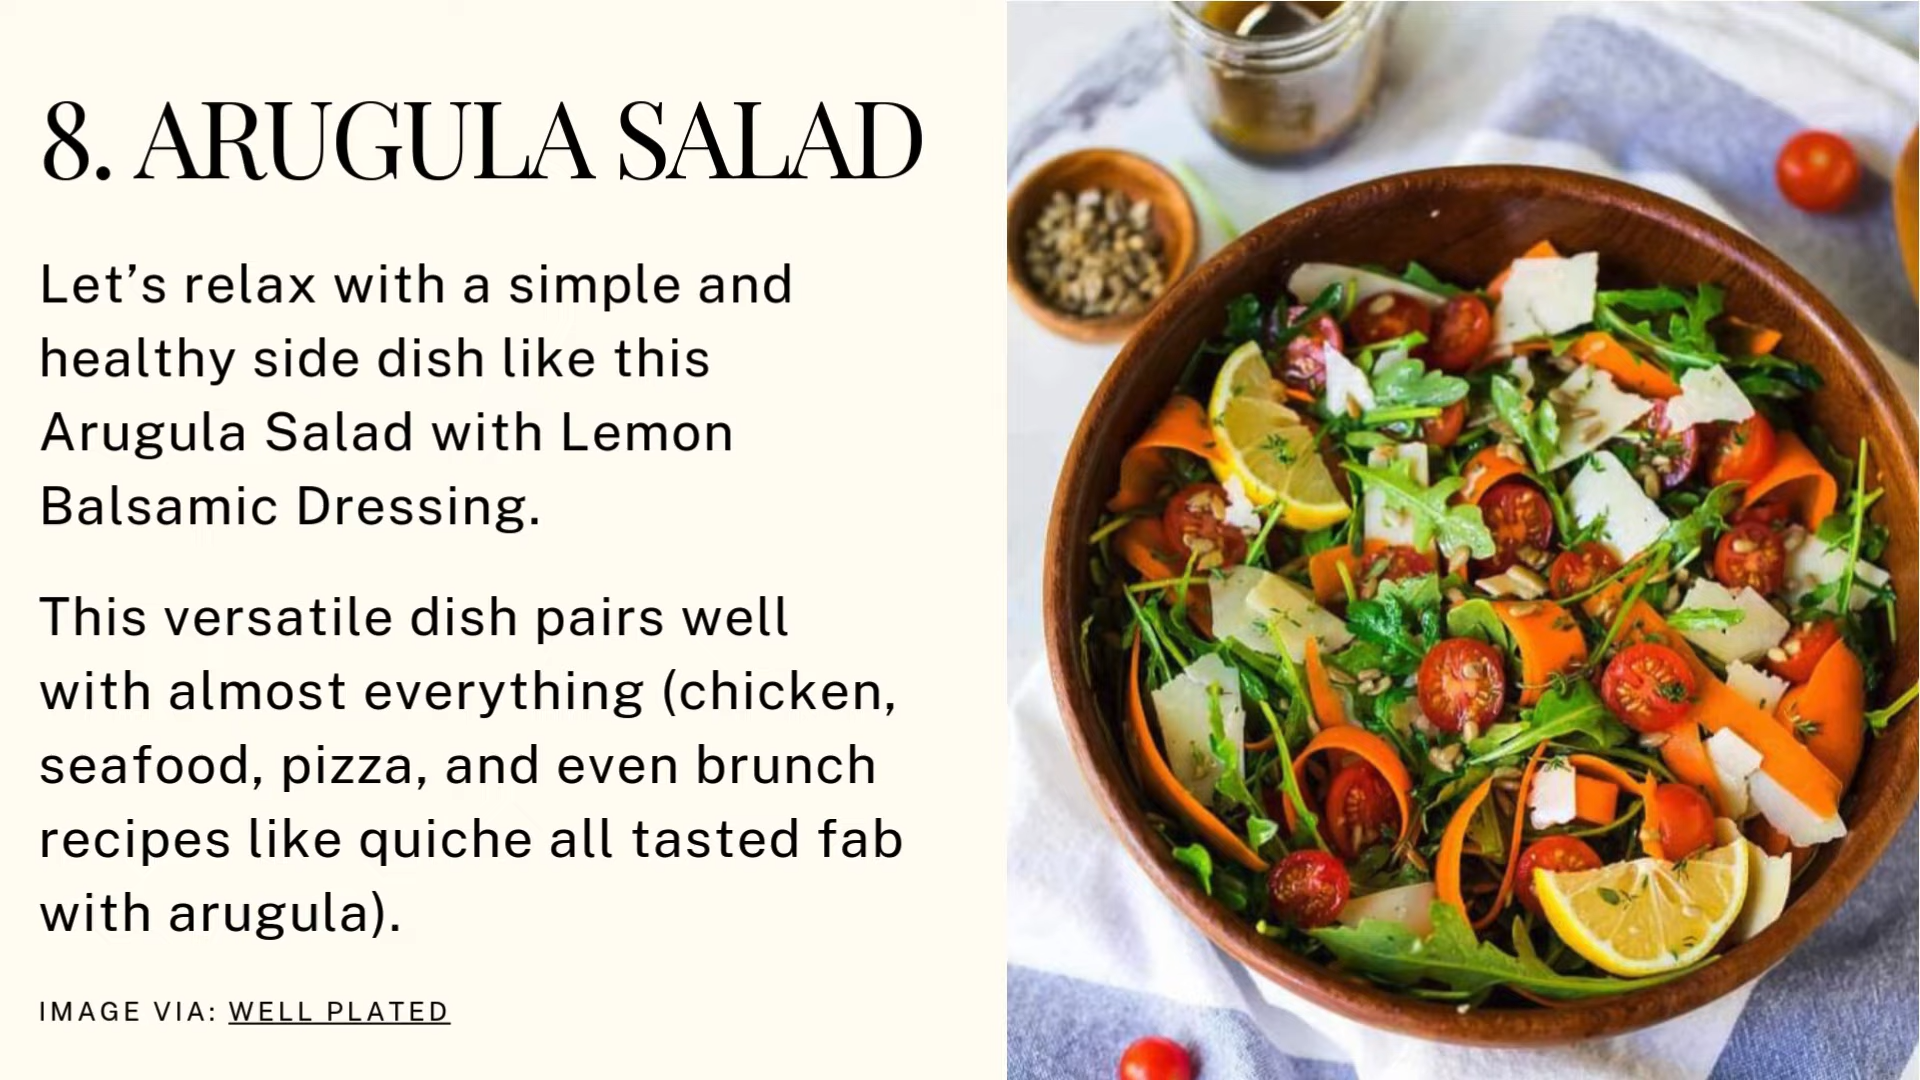 8. ARUGULA SALAD
Let’s relax with a simple and
healthy side dish like this
Arugula Salad with Lemon
Balsamic Dressing.
This versatile dish pairs well
with almost everything (chicken,
seafood, pizza, and even brunch
recipes like quiche all tasted fab
with arugula).
IMAGE VIA: WELL PLATED